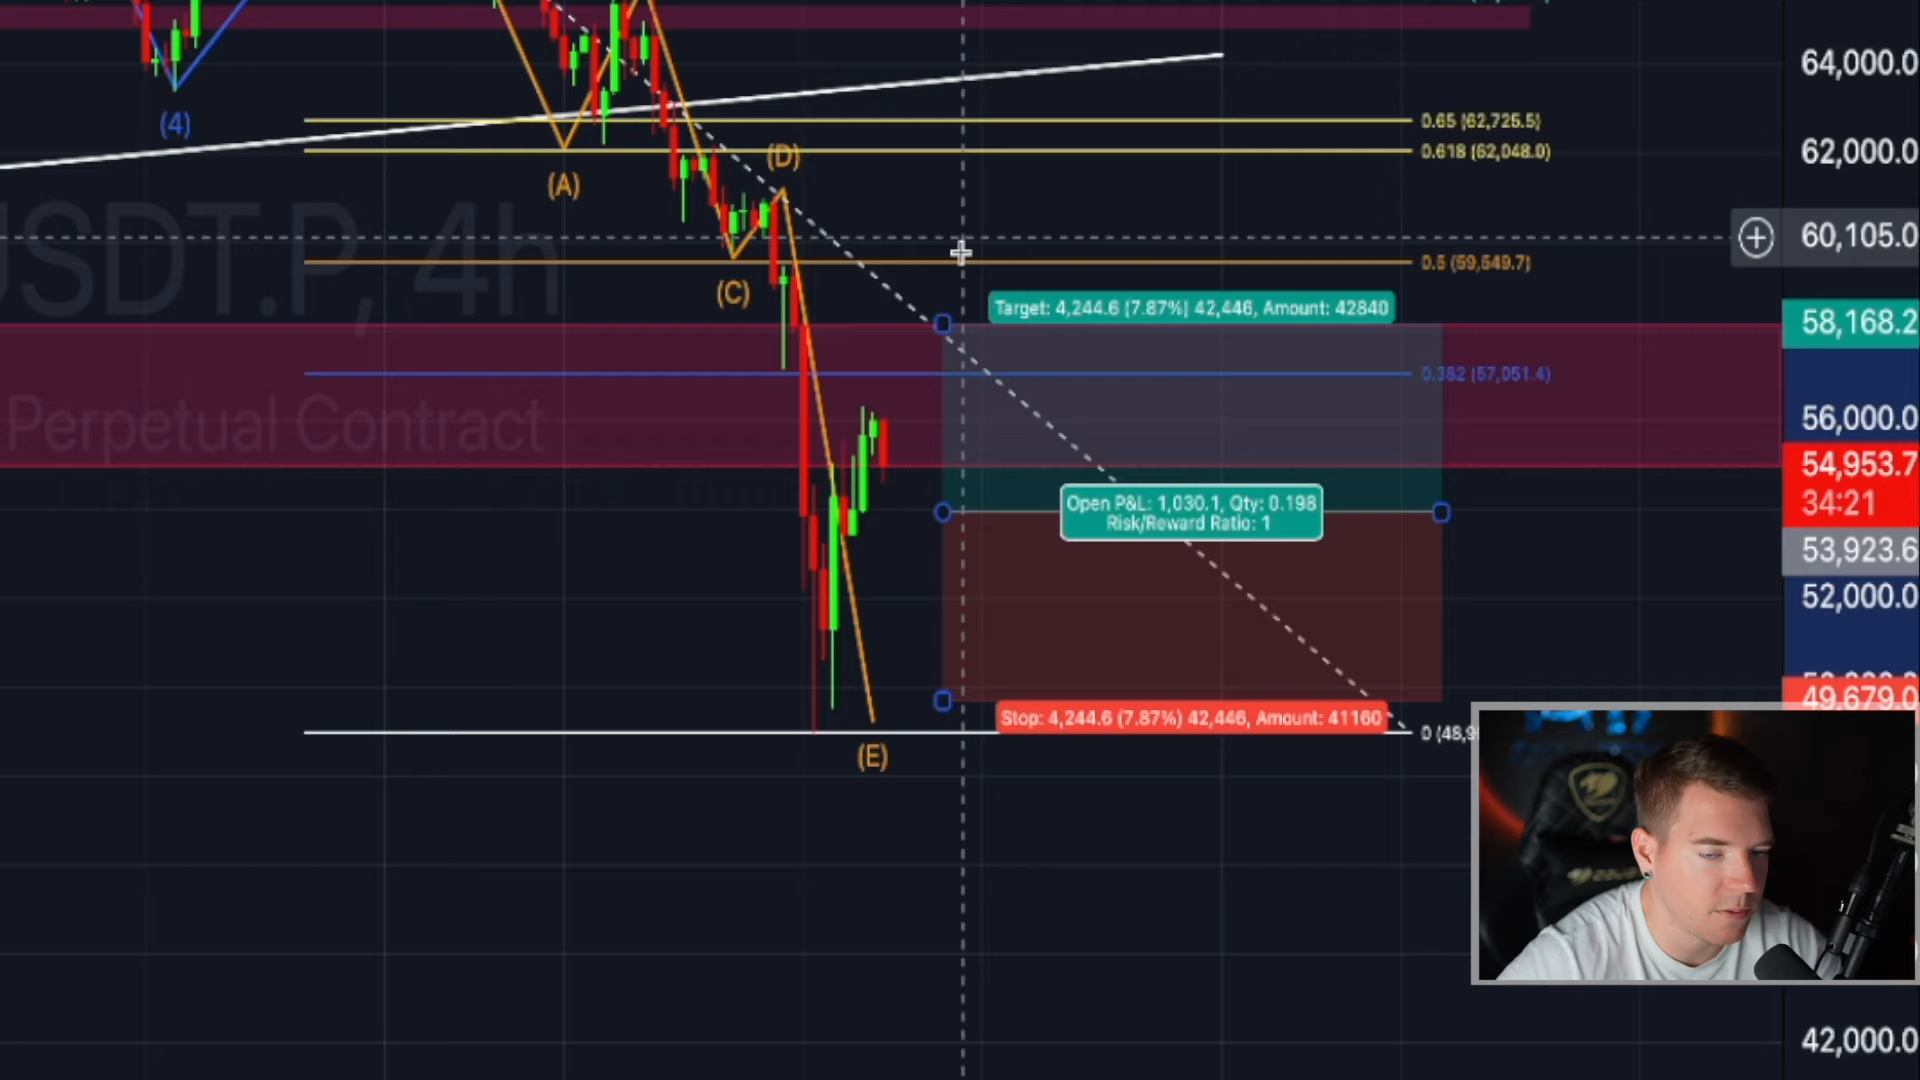 64,000.0
(4)
0.65 (62,725.5)
0.618 (62,048.0)
62,000.0
(D)
(A)
USDT.P, 4h
60,105.0
0.5 (59,549.7)
(C)
Target: 4,244.6 (7.87%) 42,446, Amount: 42840
58,168.2
0.382 (57,051.4)
Perpetual Contract
56,000.0
54,953.7
34:21
Open P&L: 1,030.1, Qty: 0.198
Risk/Reward Ratio: 1
53,923.6
52,000.0
49,679.0
Stop: 4,244.6 (7.87%) 42,446, Amount: 41160
0 (48,9
(E)
42,000.0